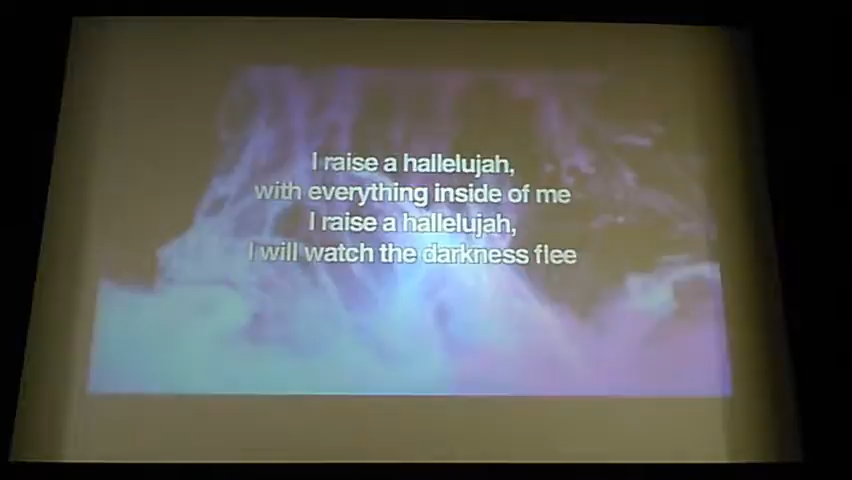 I raise a hallelujah,
with everything inside of me
I raise a hallelujah,
I will watch the darkness flee